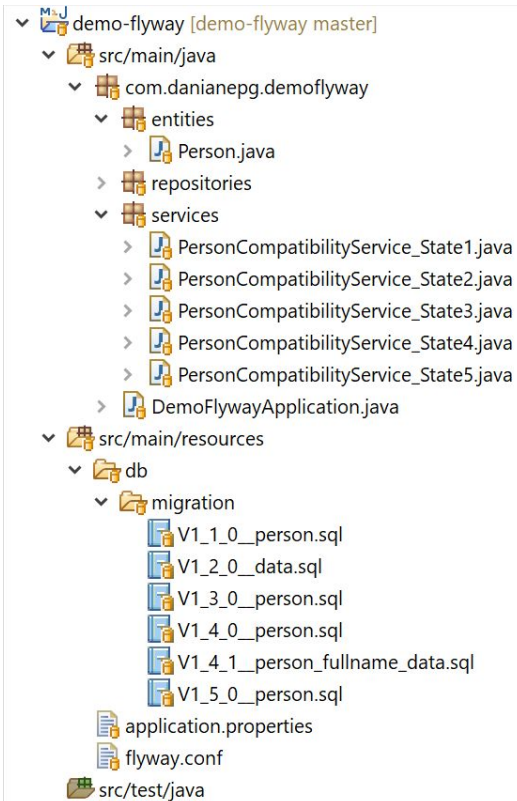 demo-flyway [demo-flyway master]
src/main/java
com.danianepg.demoflyway
entities
Person.java
repositories
services
PersonCompatibilityService_State1.java
PersonCompatibilityService_State2.java
PersonCompatibilityService_State3.java
PersonCompatibilityService_State4.java
PersonCompatibilityService_State5.java
DemoFlywayApplication.java
src/main/resources
db
migration
V1_1_0__person.sql
V1_2_0__data.sql
V1_3_0__person.sql
V1_4_0__person.sql
V1_4_1__person_fullname_data.sql
V1_5_0__person.sql
application.properties
flyway.conf
src/test/java